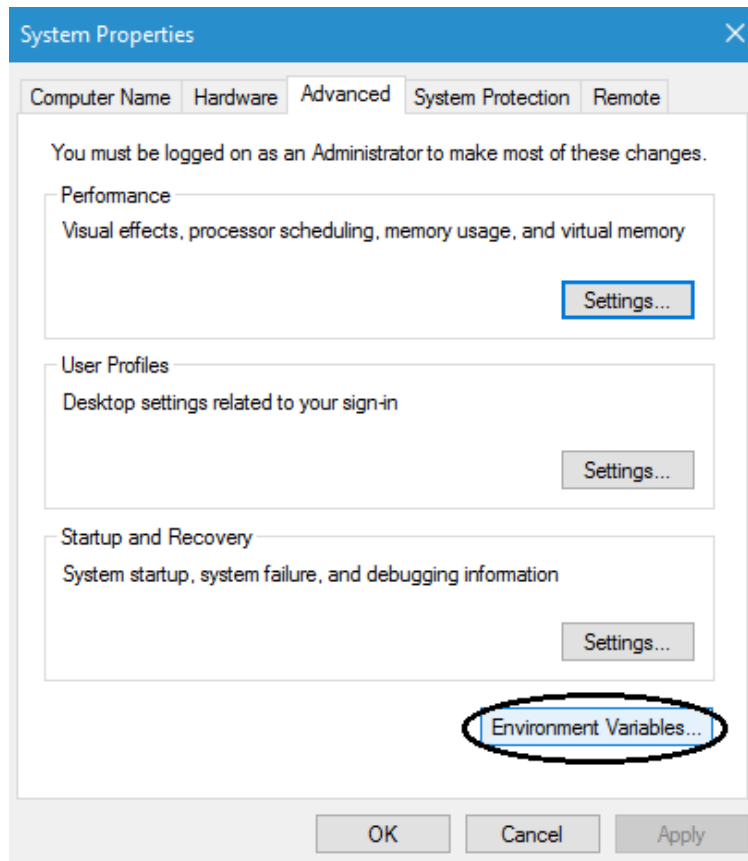 System Properties
Computer Name Hardware Advanced System Protection Remote
You must be logged on as an Administrator to make most of these changes.
Performance
Visual effects, processor scheduling, memory usage, and virtual memory
Settings...
User Profiles
Desktop settings related to your sign-in
Settings...
Startup and Recovery
System startup, system failure, and debugging information
Settings...
Environment Variables...
OK Cancel Apply